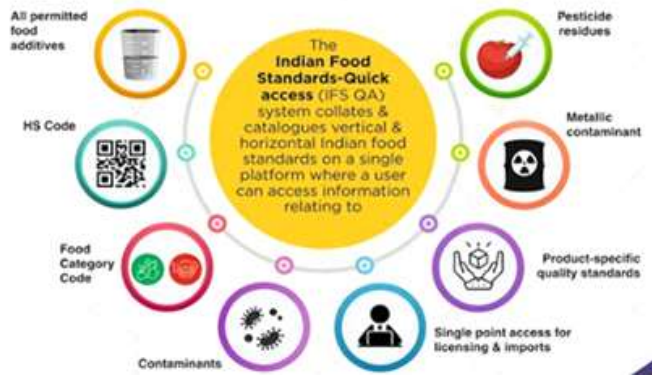 The
Indian Food
Standards-Quick
access (IFS QA)
system collates &
catalogues vertical &
horizontal Indian food
standards on a single
platform where a user
can access information
relating to
All permitted
food
additives
HS Code
Food
Category
Code
Contaminants
Single point access for
licensing & imports
Product-specific
quality standards
Metallic
contaminant
Pesticide
residues